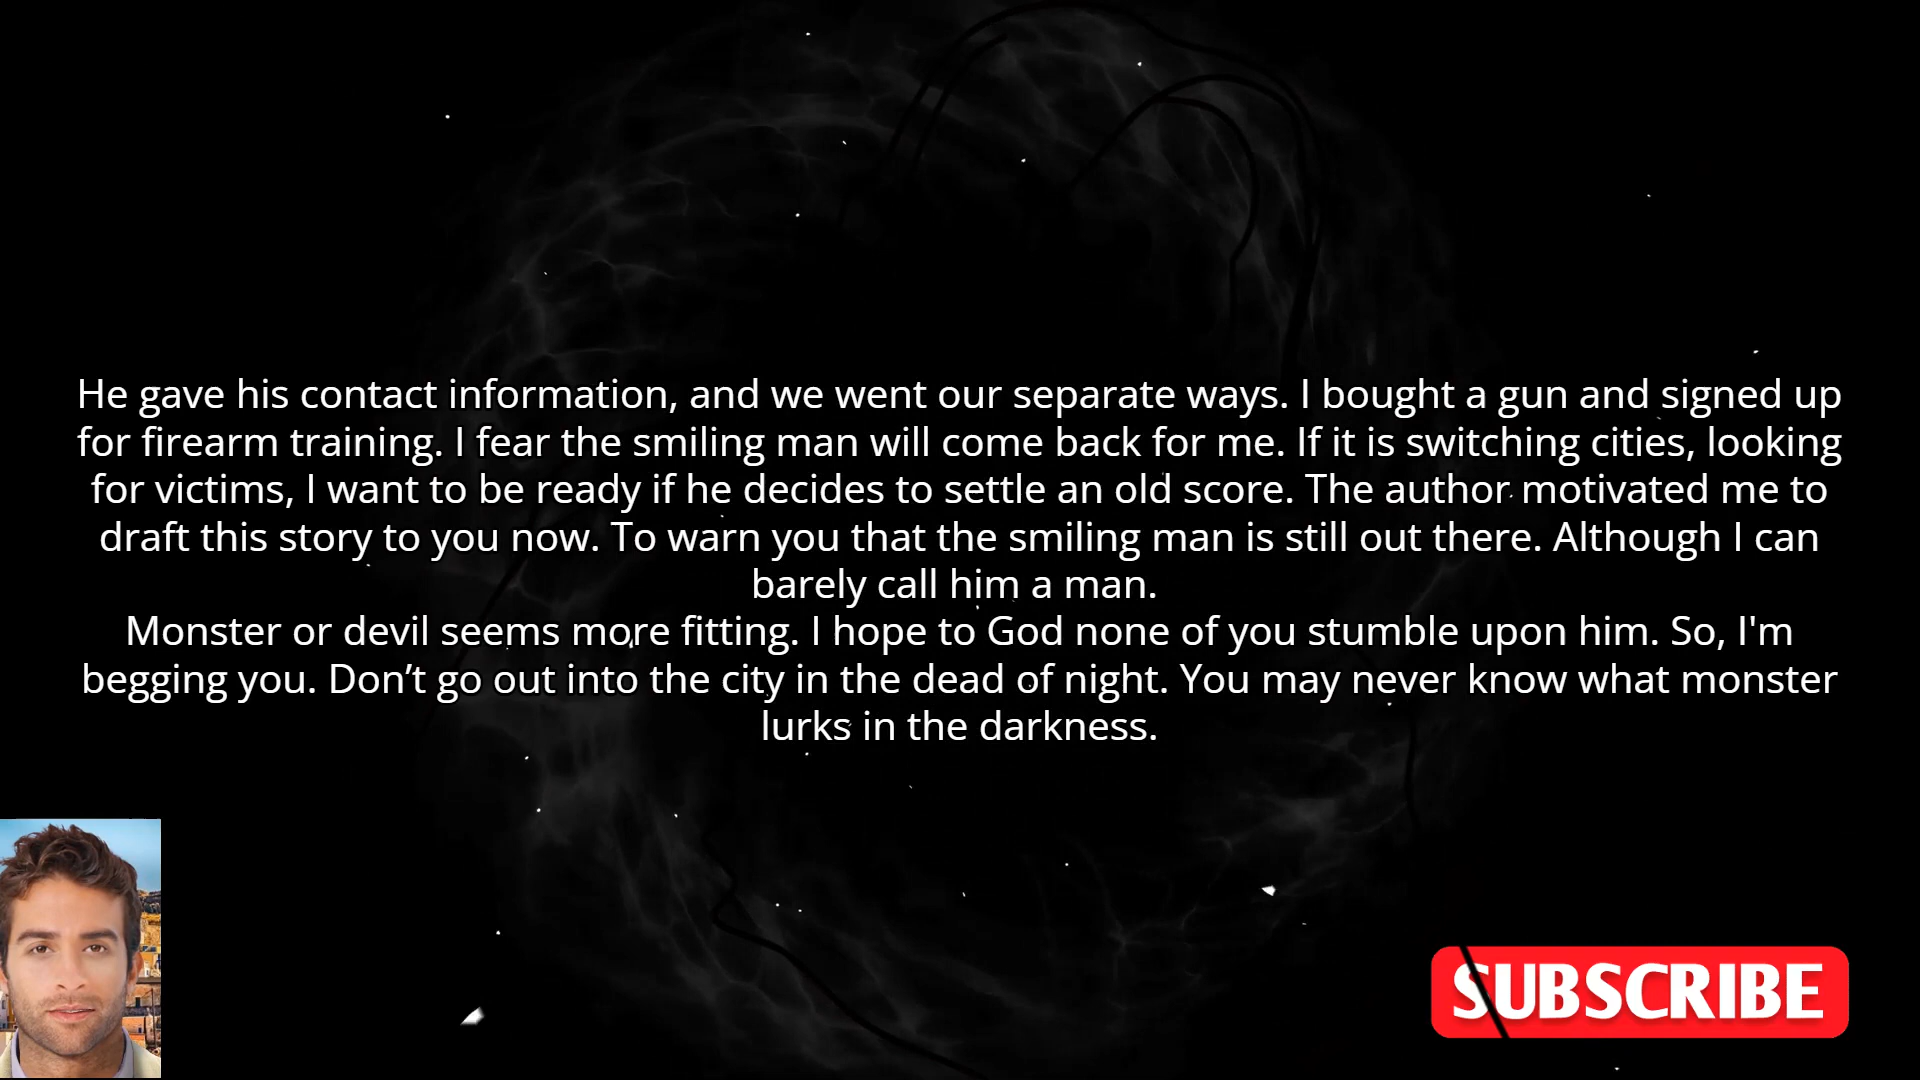 He gave his contact information, and we went our separate ways. I bought a gun and signed up
for firearm training. I fear the smiling man will come back for me. If it is switching cities, looking
for victims, I want to be ready if he decides to settle an old score. The author motivated me to
draft this story to you now. To warn you that the smiling man is still out there. Although I can
barely call him a man.
Monster or devil seems more fitting. I hope to God none of you stumble upon him. So, I'm
begging you. Don’t go out into the city in the dead of night. You may never know what monster
lurks in the darkness.
SUBSCRIBE